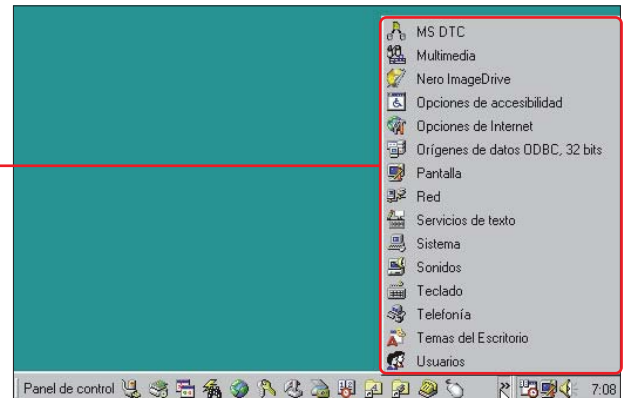 MS DTC
Multimedia
Nero ImageDrive
Opciones de accesibilidad
Opciones de Internet
Orígenes de datos ODBC, 32 bits
Pantalla
Red
Servicios de texto
Sistema
Sonidos
Teclado
Telefonía
Temas del Escritorio
Usuarios
Panel de control » 7:08